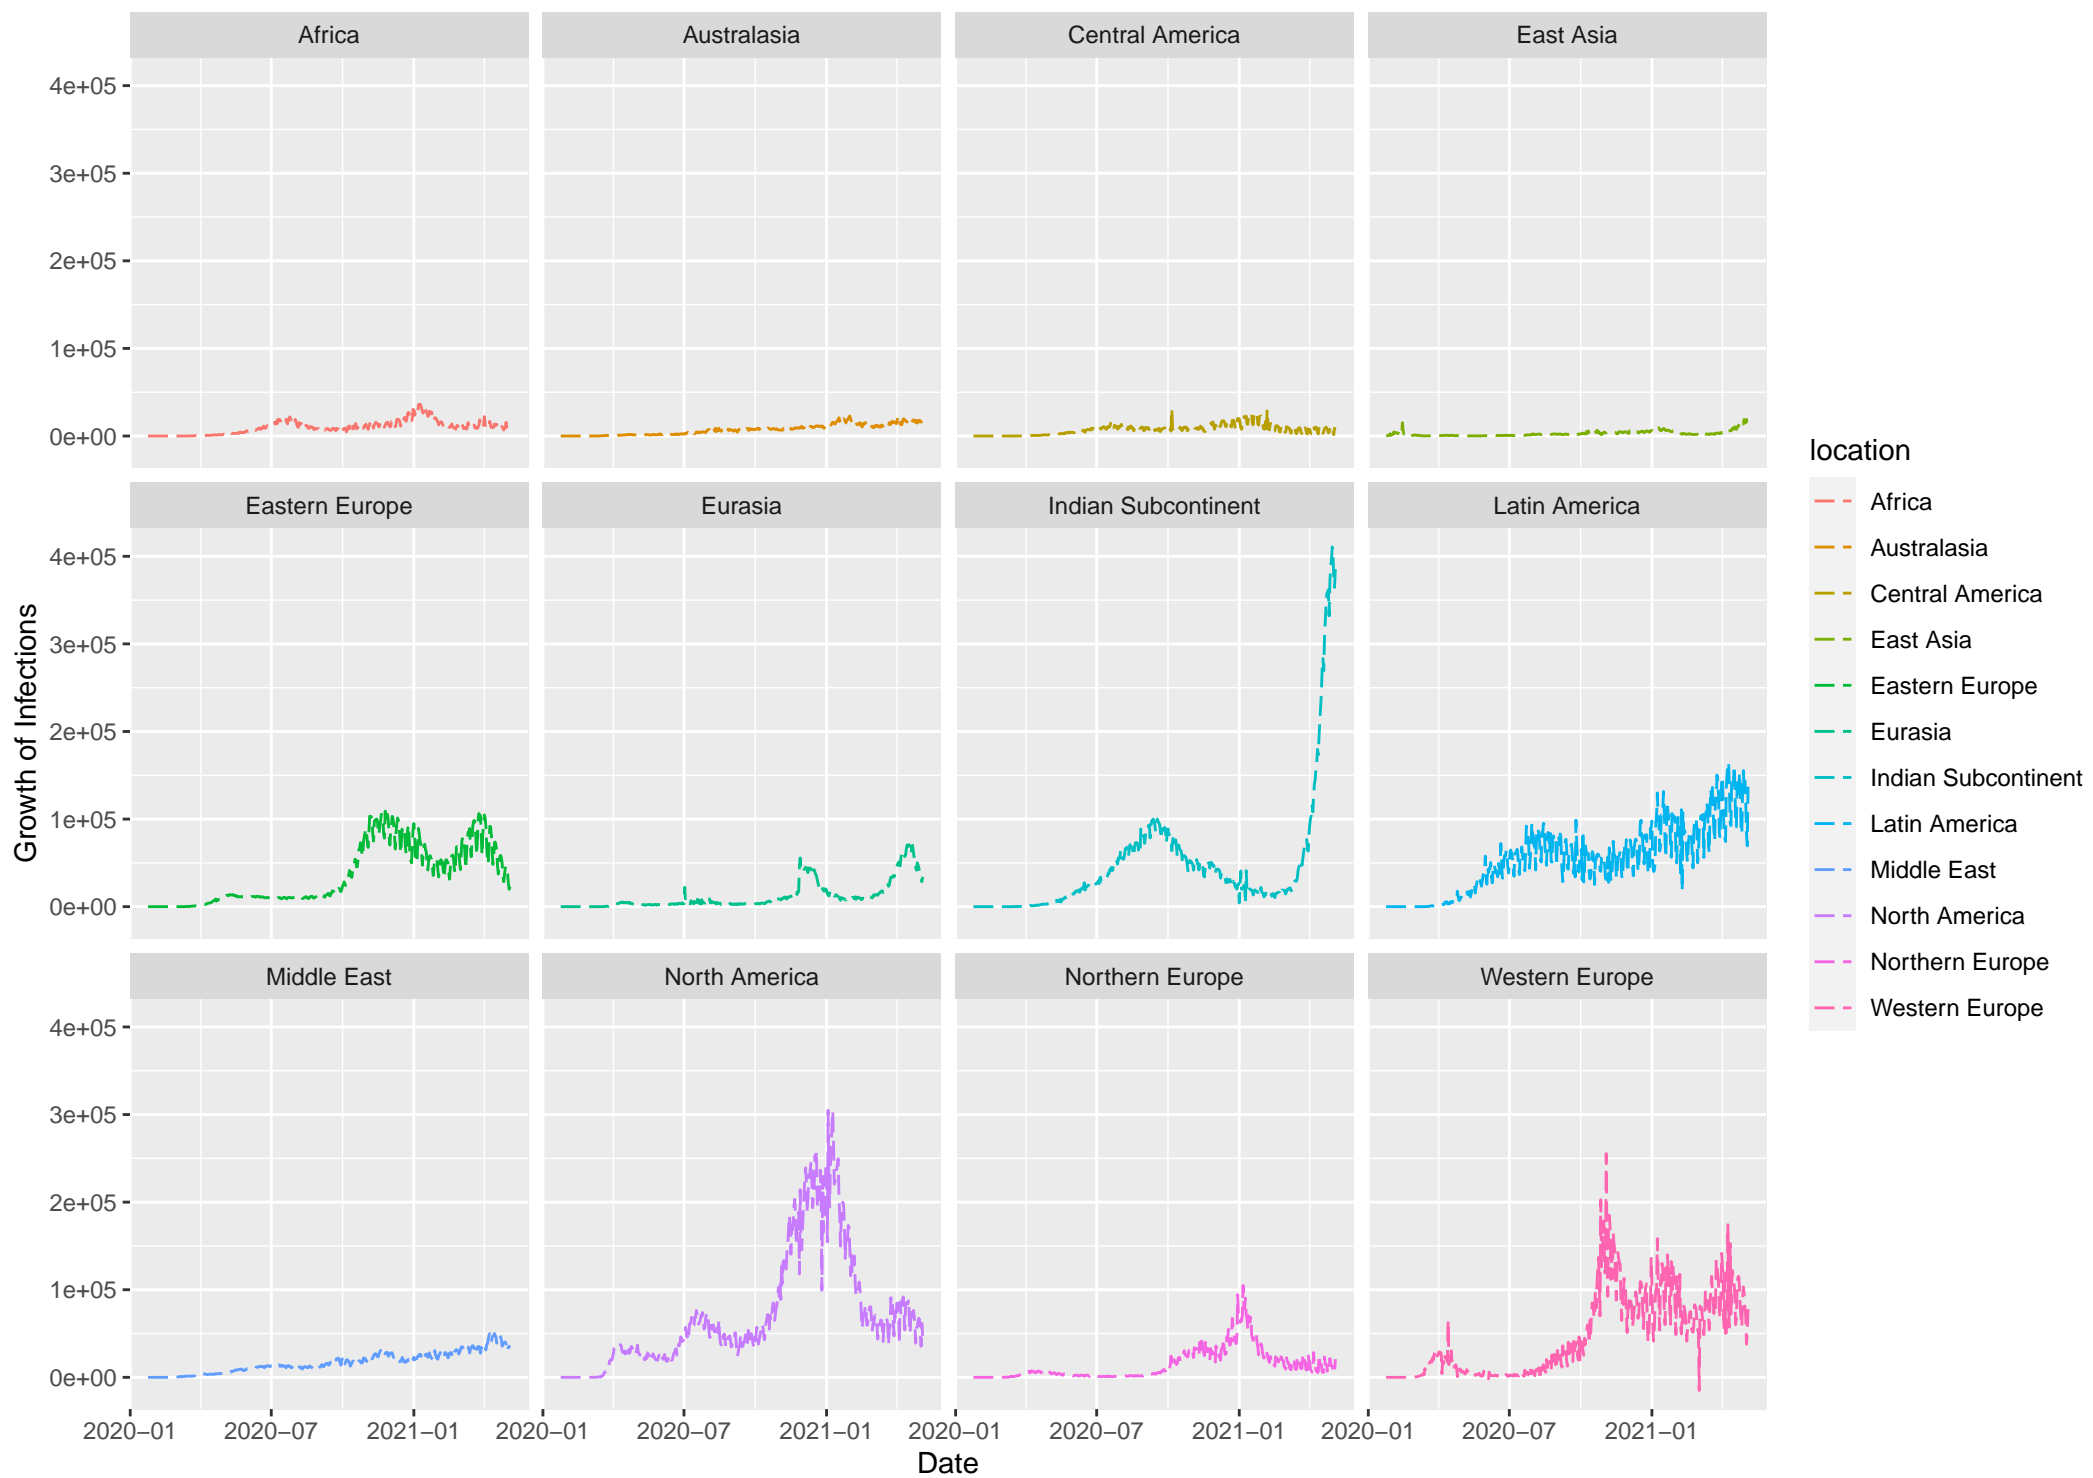 Africa
Australasia
Central America
East Asia
4e+05
3e+05
2e+05
1e+05
0e+00
Eastern Europe
Eurasia
Indian Subcontinent
Latin America
4e+05
3e+05
2e+05
1e+05
0e+00
Middle East
North America
Northern Europe
Western Europe
4e+05
3e+05
2e+05
1e+05
0e+00
2020−01
2020−07
2021−01
2020−01
2020−07
2021−01
2020−01
2020−07
2021−01
2020−01
2020−07
2021−01
Date
Growth of Infections
location
Africa
Australasia
Central America
East Asia
Eastern Europe
Eurasia
Indian Subcontinent
Latin America
Middle East
North America
Northern Europe
Western Europe